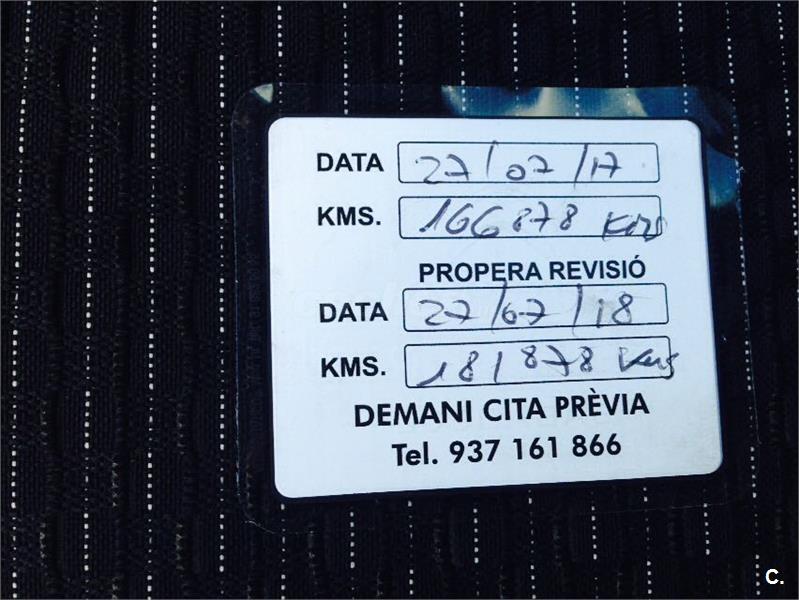 DATA 27/07/17
KMS. 166878 Kms
PROPERA REVISIÓ
DATA 27/07/18
KMS. 181878 Kms
DEMANI CITA PRÈVIA
Tel. 937 161 866
C.